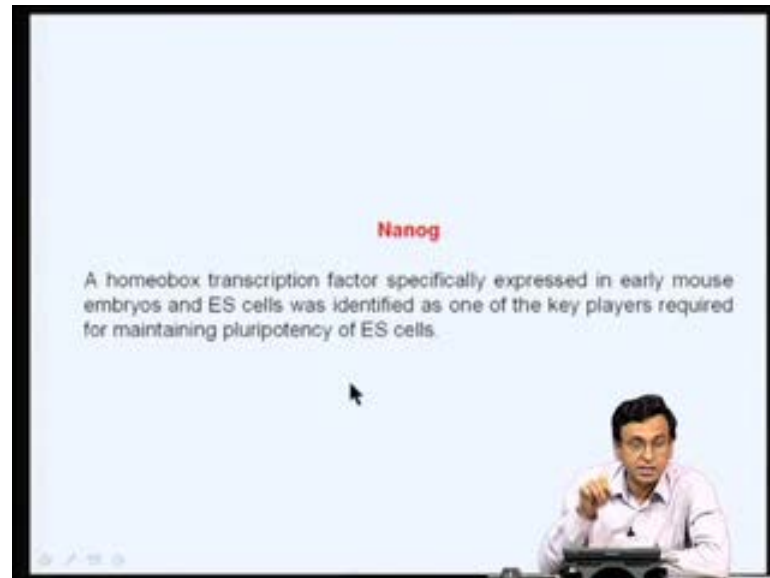 Nanog
A homeobox transcription factor specifically expressed in early mouse
embryos and ES cells was identified as one of the key players required
for maintaining pluripotency of ES cells.